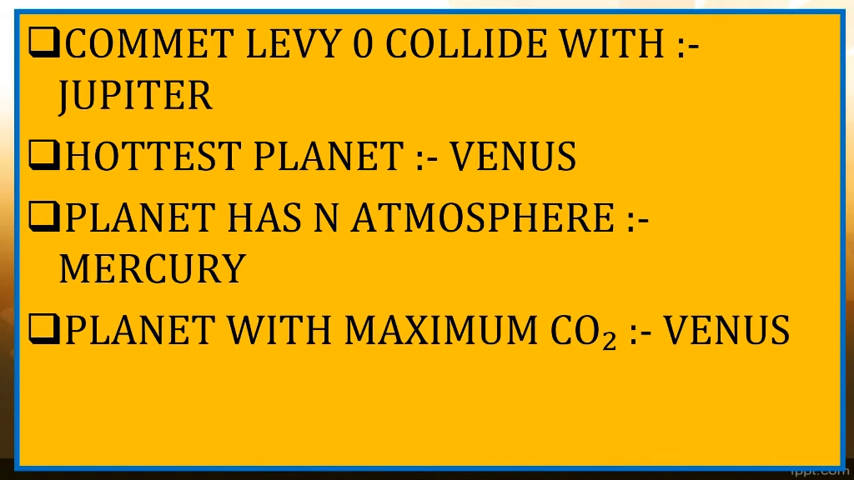 ❑COMMET LEVY 0 COLLIDE WITH :-
JUPITER
❑HOTTEST PLANET :- VENUS
❑PLANET HAS N ATMOSPHERE :-
MERCURY
❑PLANET WITH MAXIMUM CO₂ :- VENUS
fppt.com